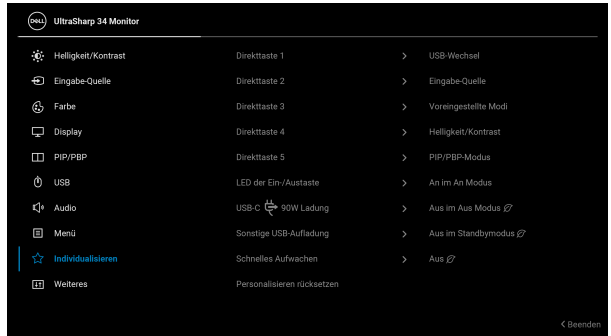 DELL UltraSharp 34 Monitor
Helligkeit/Kontrast Direkttaste 1 > USB-Wechsel
Eingabe-Quelle Direkttaste 2 > Eingabe-Quelle
Farbe Direkttaste 3 > Voreingestellte Modi
Display Direkttaste 4 > Helligkeit/Kontrast
PIP/PBP Direkttaste 5 > PIP/PBP-Modus
USB LED der Ein-/Austaste > An im An Modus
Audio USB-C 90W Ladung > Aus im Aus Modus
Menü Sonstige USB-Aufladung > Aus im Standbymodus
Individualisieren Schnelles Aufwachen > Aus
Weiteres Personalisieren rücksetzen
< Beenden